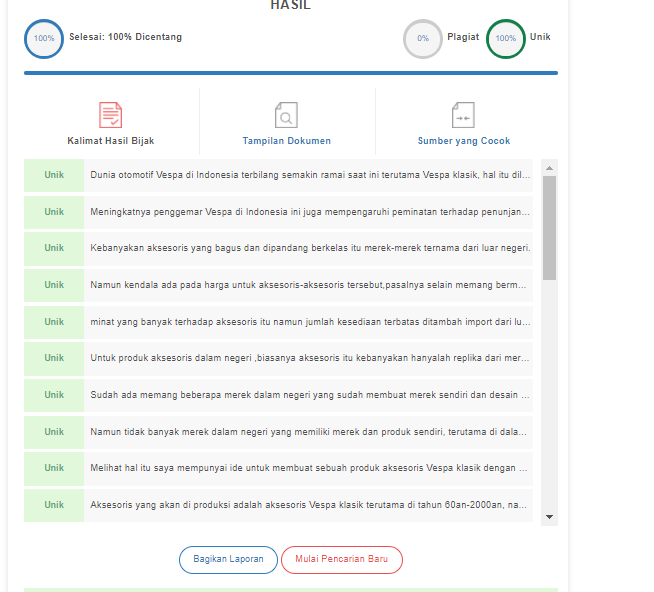 HASIL
100% Selesai: 100% Dicentang 0% Plagiat 100% Unik
Kalimat Hasil Bijak Tampilan Dokumen Sumber yang Cocok
Unik Dunia otomotif Vespa di Indonesia terbilang semakin ramai saat ini terutama Vespa klasik, hal itu dil...
Unik Meningkatnya penggemar Vespa di Indonesia ini juga mempengaruhi peminatan terhadap penunjan...
Unik Kebanyakan aksesoris yang bagus dan dipandang berkelas itu merek-merek ternama dari luar negeri.
Unik Namun kendala ada pada harga untuk aksesoris-aksesoris tersebut,pasalnya selain memang berm...
Unik minat yang banyak terhadap aksesoris itu namun jumlah kesediaan terbatas ditambah import dari lu...
Unik Untuk produk aksesoris dalam negeri ,biasanya aksesoris itu kebanyakan hanyalah replika dari mer...
Unik Sudah ada memang beberapa merek dalam negeri yang sudah membuat merek sendiri dan desain ...
Unik Namun tidak banyak merek dalam negeri yang memiliki merek dan produk sendiri, terutama di dala...
Unik Melihat hal itu saya mempunyai ide untuk membuat sebuah produk aksesoris Vespa klasik dengan ...
Unik Aksesoris yang akan di produksi adalah aksesoris Vespa klasik terutama di tahun 60an-2000an, na...
Bagikan Laporan Mulai Pencarian Baru